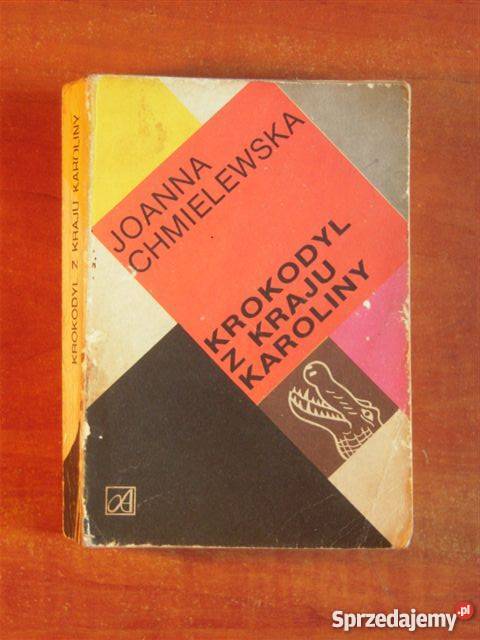 KROKODYL Z KRAJU KAROLINY
JOANNA
CHMIELEWSKA
KROKODYL
Z KRAJU
KAROLINY
Sprzedajemy.pl